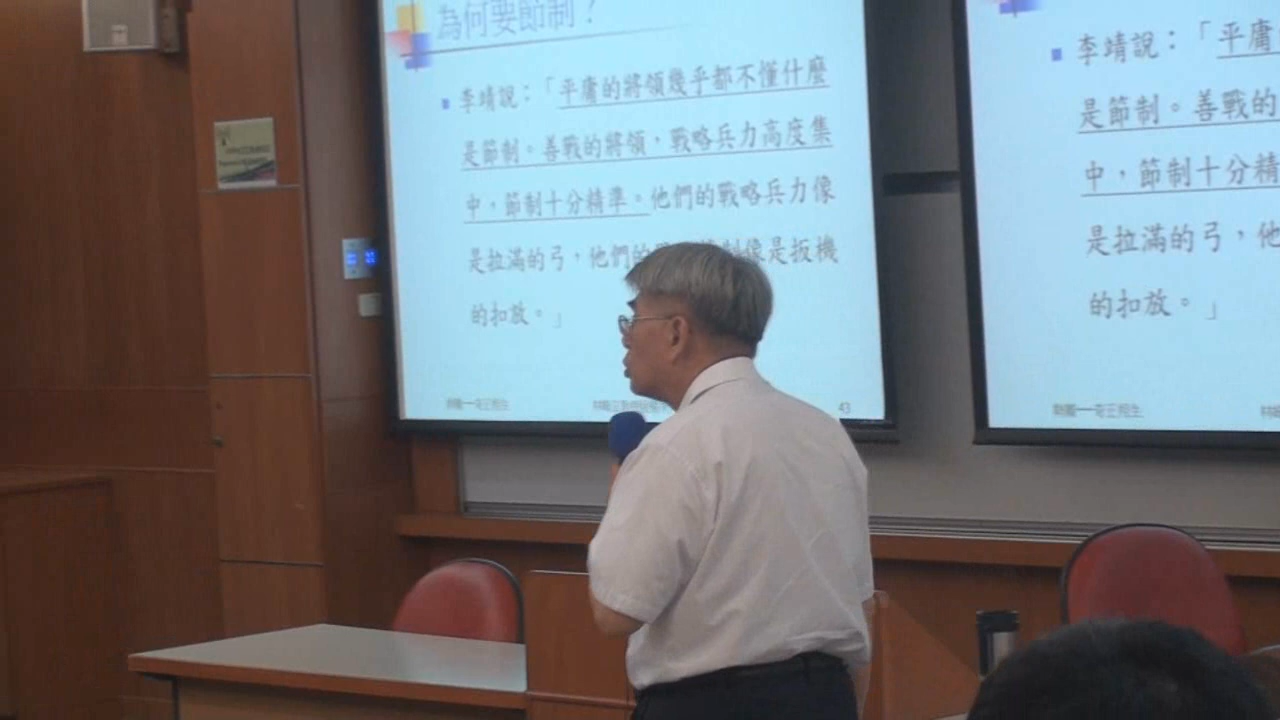 為何要節制?
李靖說:「平庸的將領幾乎都不懂什麼
是節制。善戰的將領,戰略兵力高度集
中,節制十分精準。他們的戰略兵力像
是拉滿的弓,他們的
像是扳機
的扣放。」
43
李靖說:「平庸
是節制。善戰的
中,節制十分精
是拉滿的弓,他
的扣放。」